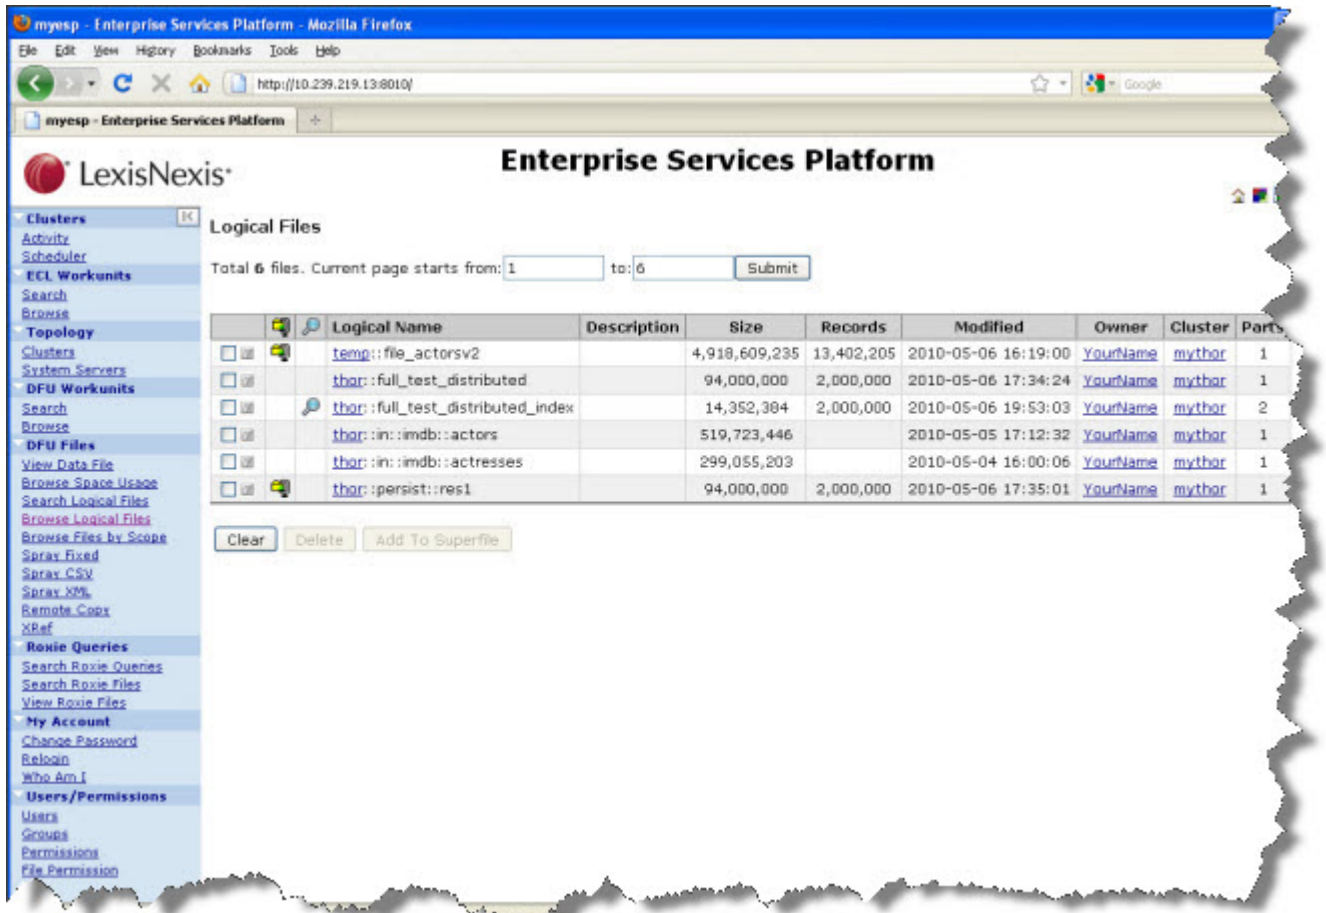 myesp - Enterprise Services Platform - Mozilla Firefox
File Edit View History Bookmarks Tools Help
http://10.239.219.13:8010/
Google
myesp - Enterprise Services Platform
LexisNexis
Enterprise Services Platform
Clusters
Activity
Scheduler
ECL Workunits
Search
Browse
Topology
Clusters
System Servers
DFU Workunits
Search
Browse
DFU Files
View Data File
Browse Space Usage
Search Logical Files
Browse Logical Files
Browse Files by Scope
Spray Fixed
Spray CSV
Spray XML
Remote Copy
XRef
Roxie Queries
Search Roxie Queries
Search Roxie Files
View Roxie Files
My Account
Change Password
Relogin
Who Am I
Users/Permissions
Users
Groups
Permissions
File Permission
Logical Files
Total 6 files. Current page starts from: 1 to: 6 Submit
Logical Name Description Size Records Modified Owner Cluster Parts
temp::file_actorsv2 4,918,609,235 13,402,205 2010-05-06 16:19:00 YourName mythor 1
thor::full_test_distributed 94,000,000 2,000,000 2010-05-06 17:34:24 YourName mythor 1
thor::full_test_distributed_index 14,352,384 2,000,000 2010-05-06 19:53:03 YourName mythor 2
thor::in::imdb::actors 519,723,446 2010-05-05 17:12:32 YourName mythor 1
thor::in::imdb::actresses 299,055,203 2010-05-04 16:00:06 YourName mythor 1
thor::persist::res1 94,000,000 2,000,000 2010-05-06 17:35:01 YourName mythor 1
Clear Delete Add To Superfile